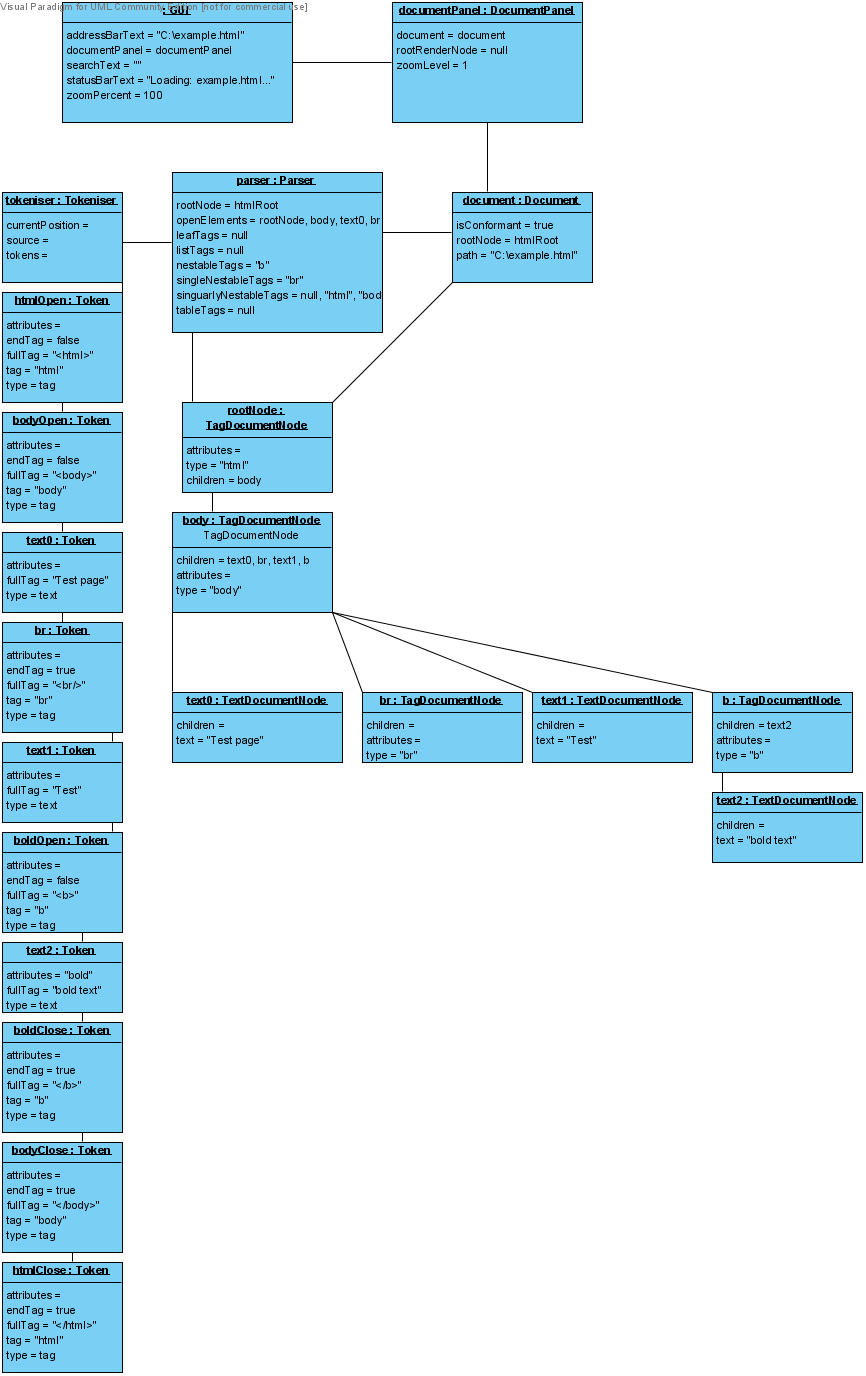 Visual Paradigm for UML Community Edition [not for commercial use]
: GUI
addressBarText = "C:\example.html"
documentPanel = documentPanel
searchText = ""
statusBarText = "Loading: example.html..."
zoomPercent = 100
documentPanel : DocumentPanel
document = document
rootRenderNode = null
zoomLevel = 1
tokeniser : Tokeniser
currentPosition =
source =
tokens =
parser : Parser
rootNode = htmlRoot
openElements = rootNode, body, text0, br
leafTags = null
listTags = null
nestableTags = "b"
singleNestableTags = "br"
singuarlyNestableTags = null, "html", "bod
tableTags = null
document : Document
isConformant = true
rootNode = htmlRoot
path = "C:\example.html"
htmlOpen : Token
attributes =
endTag = false
fullTag = "<html>"
tag = "html"
type = tag
bodyOpen : Token
attributes =
endTag = false
fullTag = "<body>"
tag = "body"
type = tag
rootNode :
TagDocumentNode
attributes =
type = "html"
children = body
body : TagDocumentNode
TagDocumentNode
children = text0, br, text1, b
attributes =
type = "body"
text0 : Token
attributes =
fullTag = "Test page"
type = text
br : Token
attributes =
endTag = true
fullTag = "<br/>"
tag = "br"
type = tag
text0 : TextDocumentNode
children =
text = "Test page"
br : TagDocumentNode
children =
attributes =
type = "br"
text1 : TextDocumentNode
children =
text = "Test"
b : TagDocumentNode
children = text2
attributes =
type = "b"
text2 : TextDocumentNode
children =
text = "bold text"
text1 : Token
attributes =
fullTag = "Test"
type = text
boldOpen : Token
attributes =
endTag = false
fullTag = "<b>"
tag = "b"
type = tag
text2 : Token
attributes = "bold"
fullTag = "bold text"
type = text
boldClose : Token
attributes =
endTag = true
fullTag = "</b>"
tag = "b"
type = tag
bodyClose : Token
attributes =
endTag = true
fullTag = "</body>"
tag = "body"
type = tag
htmlClose : Token
attributes =
endTag = true
fullTag = "</html>"
tag = "html"
type = tag